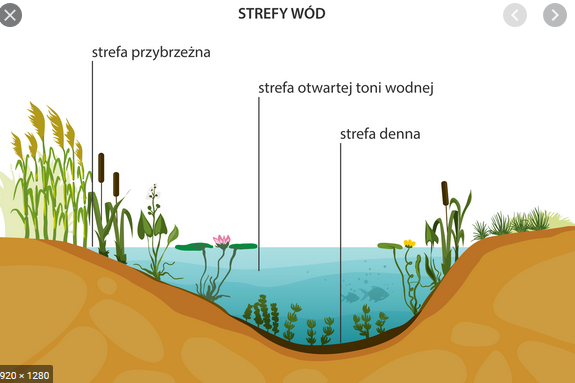 STREFY WÓD
strefa przybrzeżna
strefa otwartej toni wodnej
strefa denna
920 × 1280